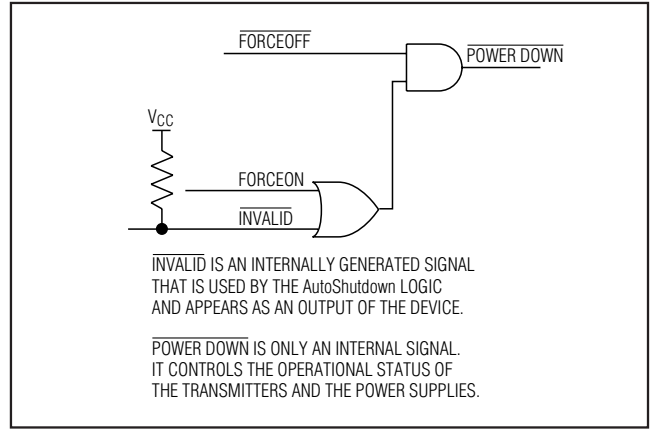 FORCEOFF
POWER DOWN
VCC
FORCEON
INVALID
INVALID IS AN INTERNALLY GENERATED SIGNAL
THAT IS USED BY THE AutoShutdown LOGIC
AND APPEARS AS AN OUTPUT OF THE DEVICE.
POWER DOWN IS ONLY AN INTERNAL SIGNAL.
IT CONTROLS THE OPERATIONAL STATUS OF
THE TRANSMITTERS AND THE POWER SUPPLIES.